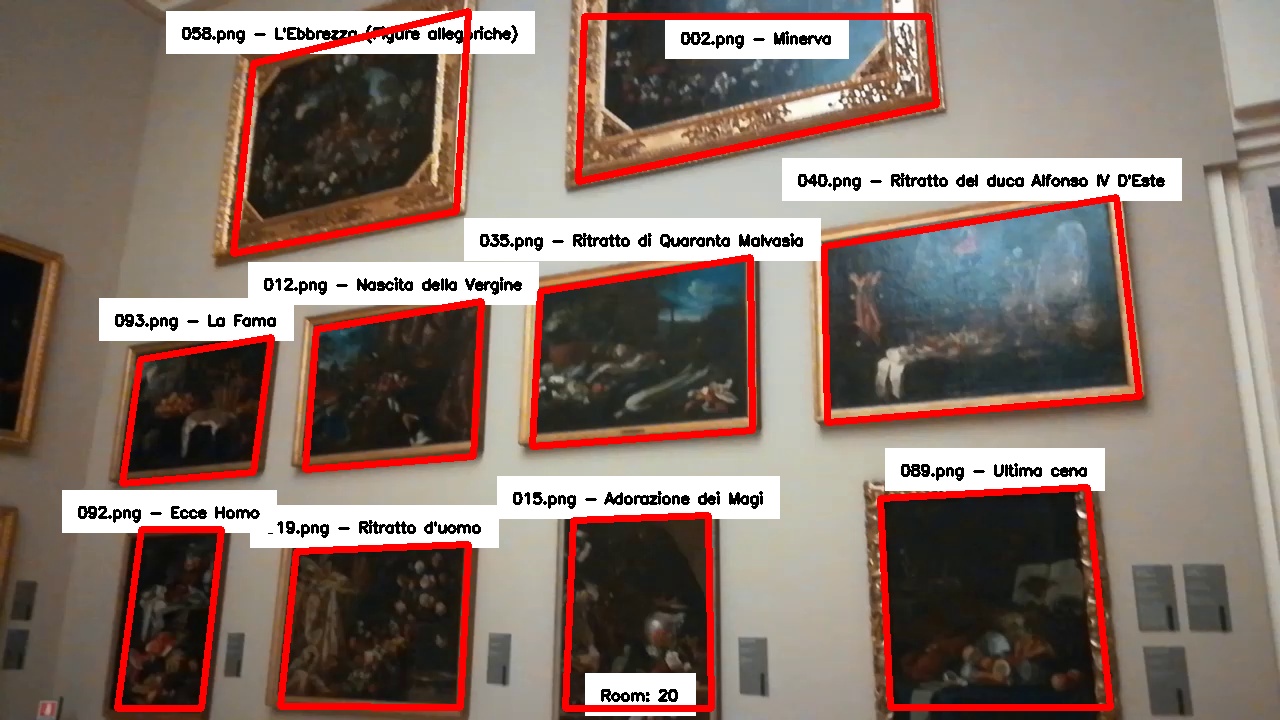 058.png - L'Ebbrezza (Figure allegoriche)
002.png - Minerva
040.png - Ritratto del duca Alfonso IV D'Este
035.png - Ritratto di Quaranta Malvasia
012.png - Nascita della Vergine
093.png - La Fama
089.png - Ultima cena
015.png - Adorazione dei Magi
092.png - Ecce Homo
19.png - Ritratto d'uomo
Room: 20